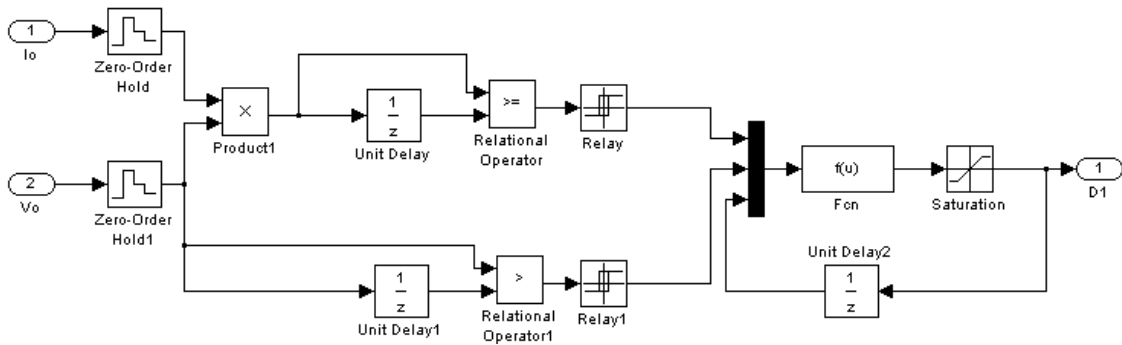 1
Io
Zero-Order
Hold
2
Vo
Zero-Order
Hold1
×
Product1
1
z
Unit Delay
>=
Relational
Operator
Relay
1
z
Unit Delay1
>
Relational
Operator1
Relay1
f(u)
Fcn
Saturation
1
D1
Unit Delay2
1
z